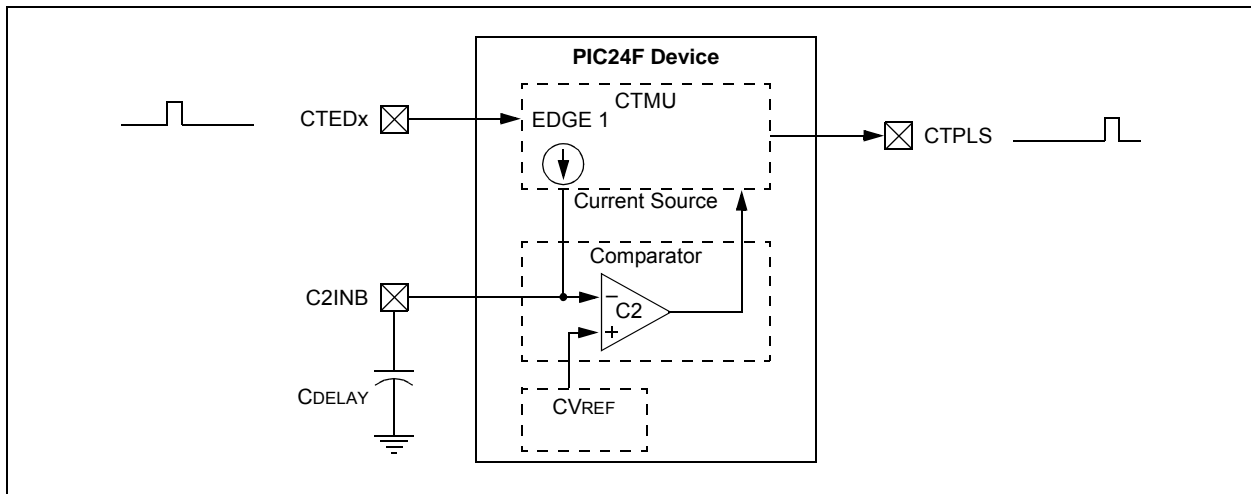 PIC24F Device
CTMU
CTEDx
EDGE 1
CTPLS
Current Source
Comparator
C2INB
−
C2
+
CDELAY
CVREF